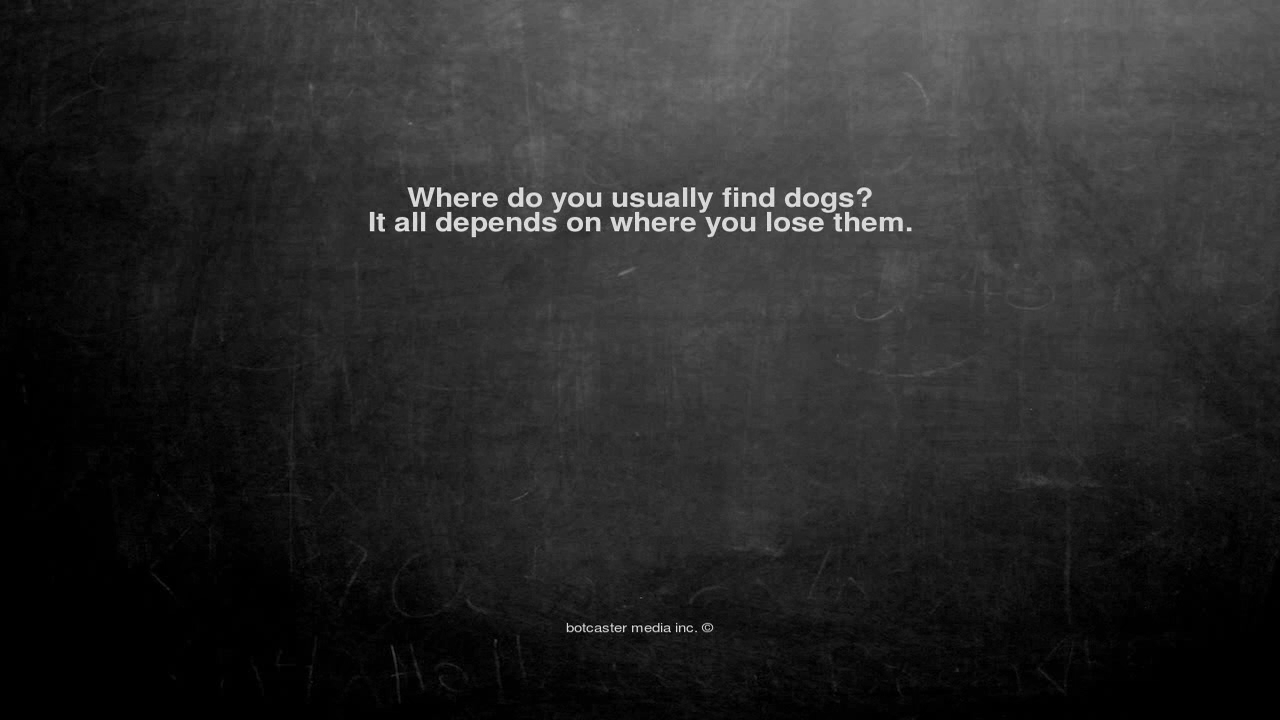 Where do you usually find dogs?
It all depends on where you lose them.
botcaster media inc. ©